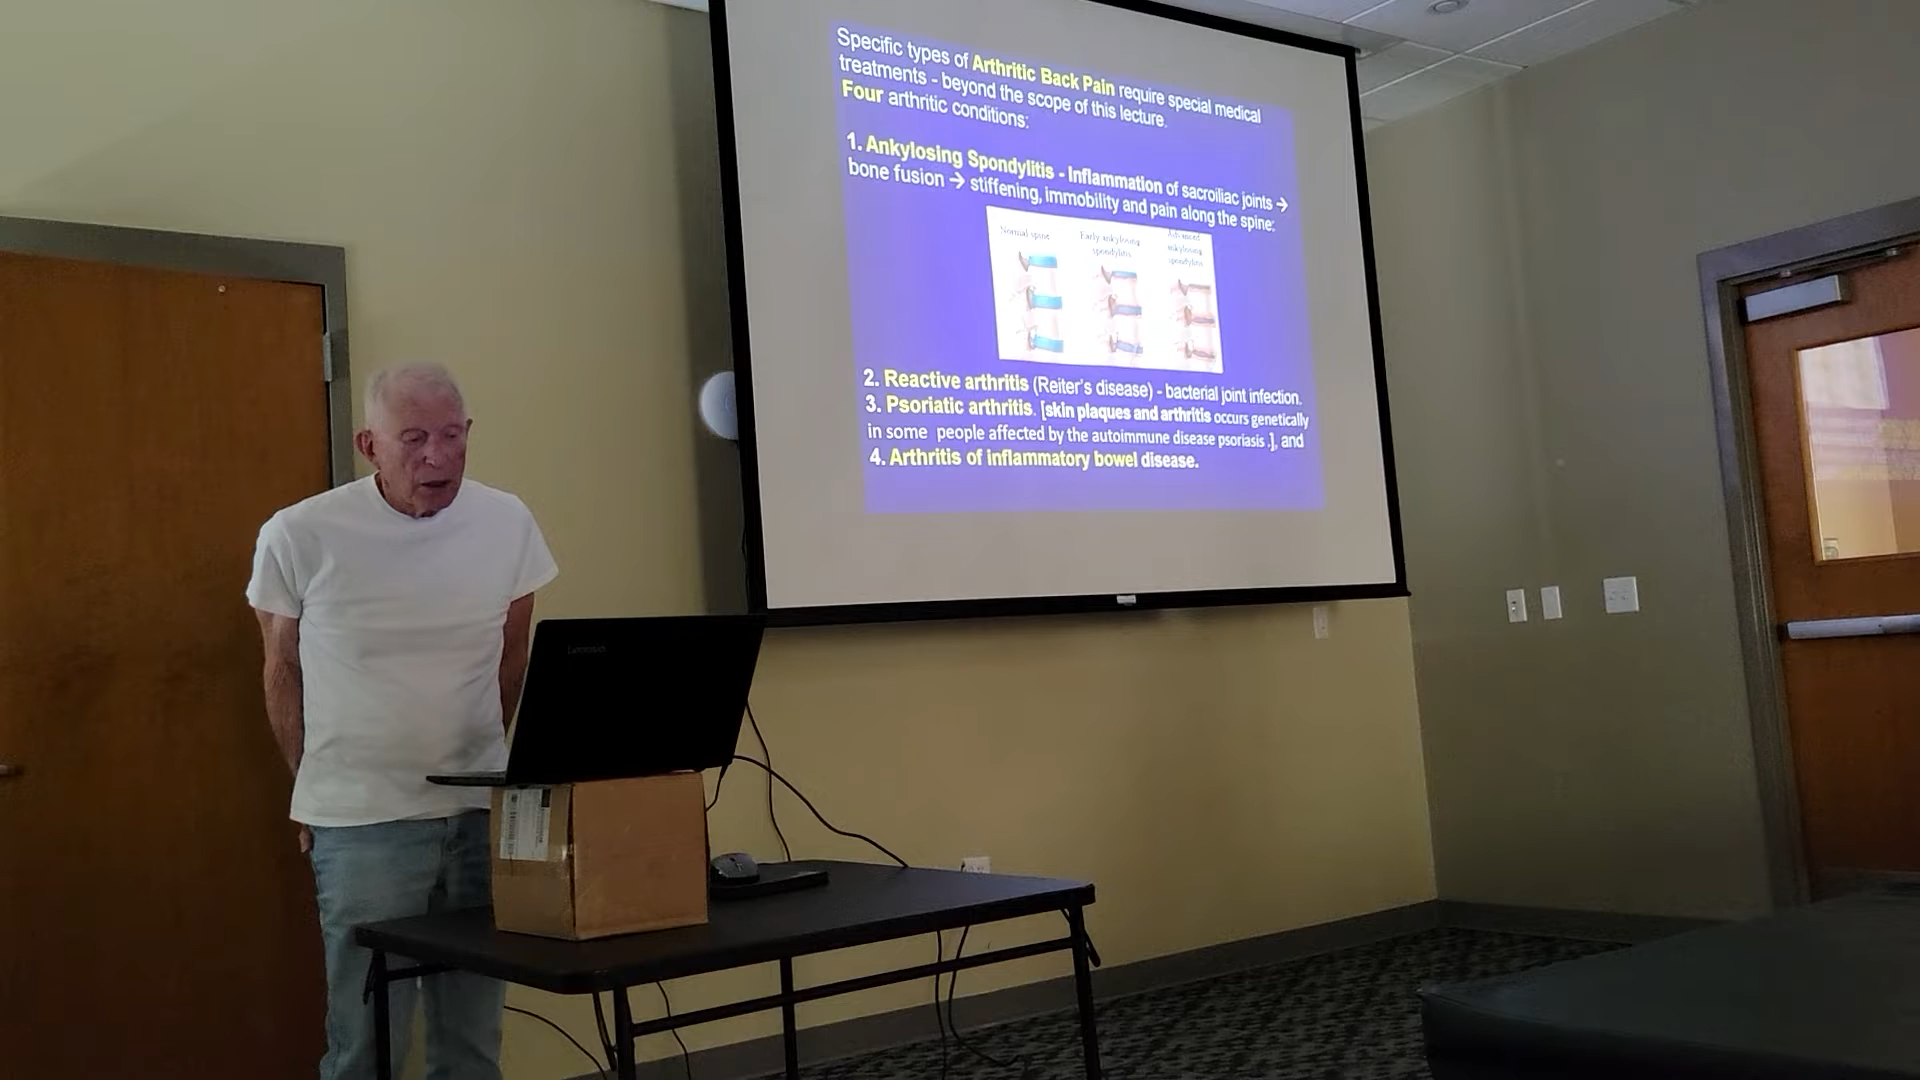 Specific types of Arthritic Back Pain require special medical
treatments - beyond the scope of this lecture.
Four arthritic conditions:
1. Ankylosing Spondylitis - Inflammation of sacroiliac joints →
bone fusion → stiffening, immobility and pain along the spine:
Normal spine
Early ankylosing
spondylitis
Advanced
ankylosing
spondylitis
2. Reactive arthritis (Reiter's disease) - bacterial joint infection.
3. Psoriatic arthritis. [skin plaques and arthritis occurs genetically
in some people affected by the autoimmune disease psoriasis .], and
4. Arthritis of inflammatory bowel disease.
Lenovo